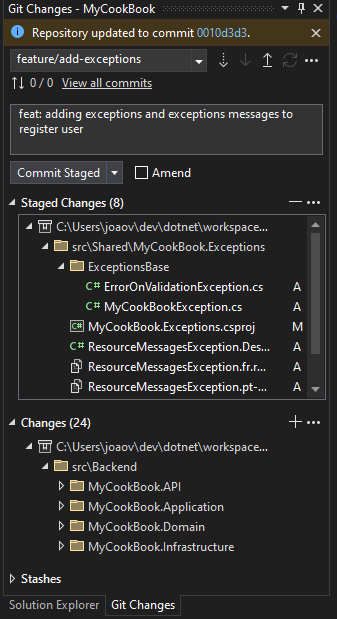 Git Changes - MyCookBook
Repository updated to commit 0010d3d3.
feature/add-exceptions
0 / 0 View all commits
feat: adding exceptions and exceptions messages to
register user
Commit Staged Amend
Staged Changes (8)
C:\Users\joaov\dev\dotnet\workspace...
src\Shared\MyCookBook.Exceptions
ExceptionsBase
C# ErrorOnValidationException.cs A
C# MyCookBookException.cs A
MyCookBook.Exceptions.csproj M
C# ResourceMessagesException.Des... A
ResourceMessagesException.fr.r... A
ResourceMessagesException.pt-... A
Changes (24)
C:\Users\joaov\dev\dotnet\workspace...
src\Backend
MyCookBook.API
MyCookBook.Application
MyCookBook.Domain
MyCookBook.Infrastructure
Stashes
Solution Explorer Git Changes